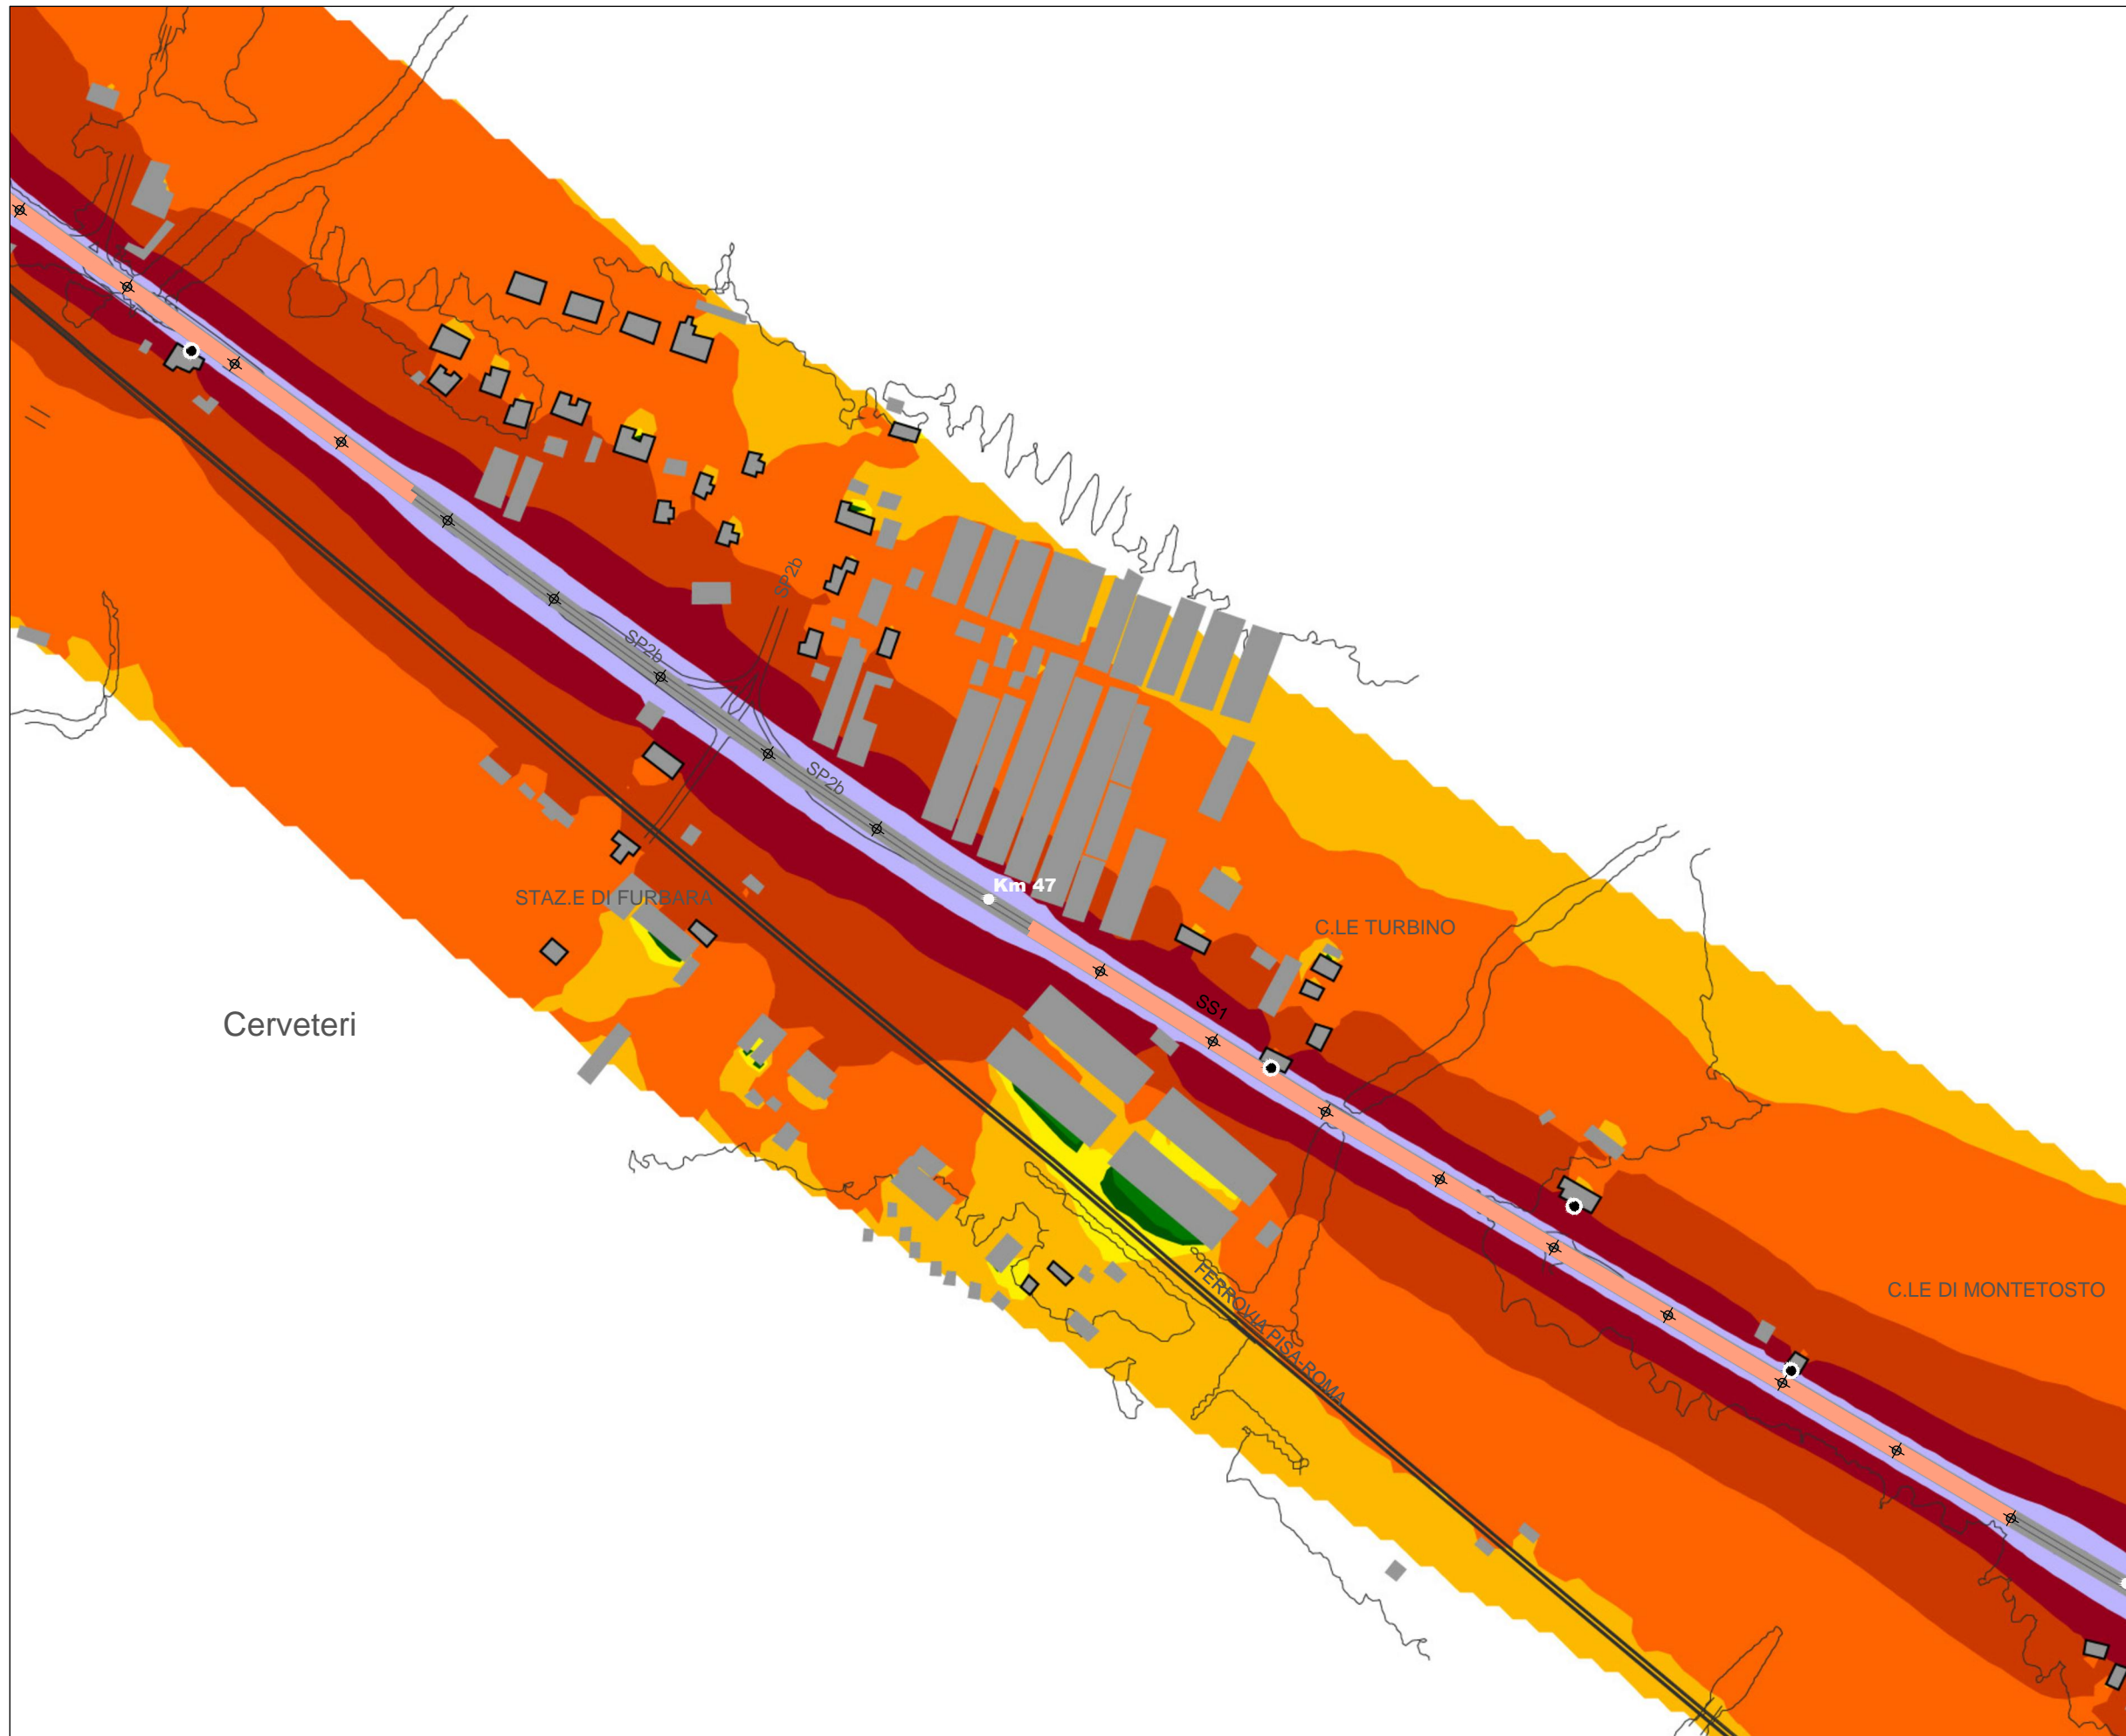 SP2b
SP2b
SP2b
Km 47
STAZ.E DI FURBARA
C.LE TURBINO
SS1
Cerveteri
C.LE DI MONTETOSTO
FERROVIA PISA-ROMA